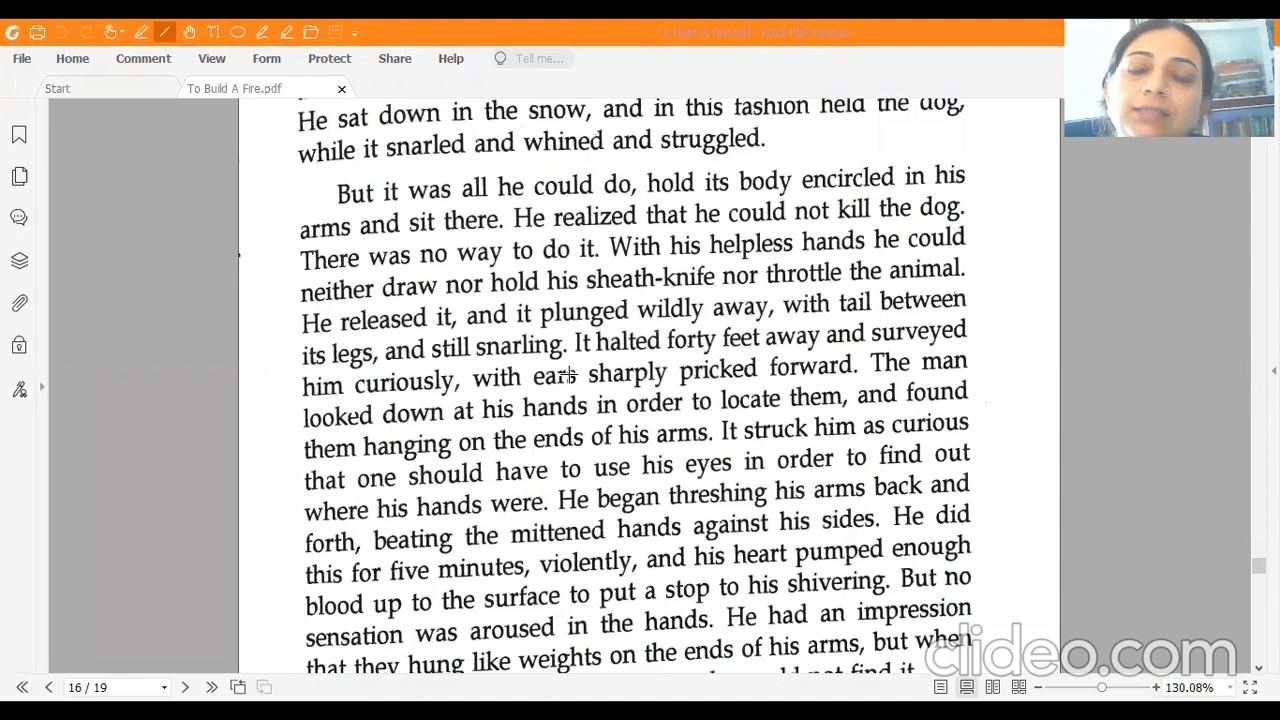 To Build A Fire.pdf - Foxit PDF Reader
File Home Comment View Form Protect Share Help Tell me...
Start To Build A Fire.pdf
He sat down in the snow, and in this fashion held the dog,
while it snarled and whined and struggled.
But it was all he could do, hold its body encircled in his
arms and sit there. He realized that he could not kill the dog.
There was no way to do it. With his helpless hands he could
neither draw nor hold his sheath-knife nor throttle the animal.
He released it, and it plunged wildly away, with tail between
its legs, and still snarling. It halted forty feet away and surveyed
him curiously, with ears sharply pricked forward. The man
looked down at his hands in order to locate them, and found
them hanging on the ends of his arms. It struck him as curious
that one should have to use his eyes in order to find out
where his hands were. He began threshing his arms back and
forth, beating the mittened hands against his sides. He did
this for five minutes, violently, and his heart pumped enough
blood up to the surface to put a stop to his shivering. But no
sensation was aroused in the hands. He had an impression
that they hung like weights on the ends of his arms, but when
not find it
clideo.com
16 / 19
130.08%